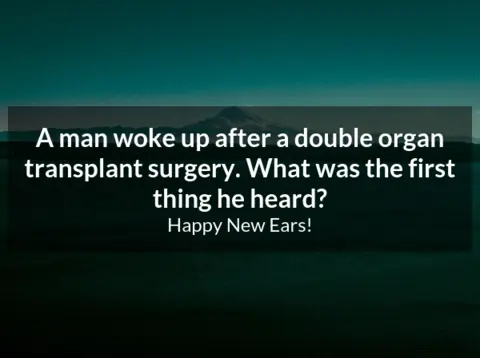 A man woke up after a double organ
transplant surgery. What was the first
thing he heard?
Happy New Ears!